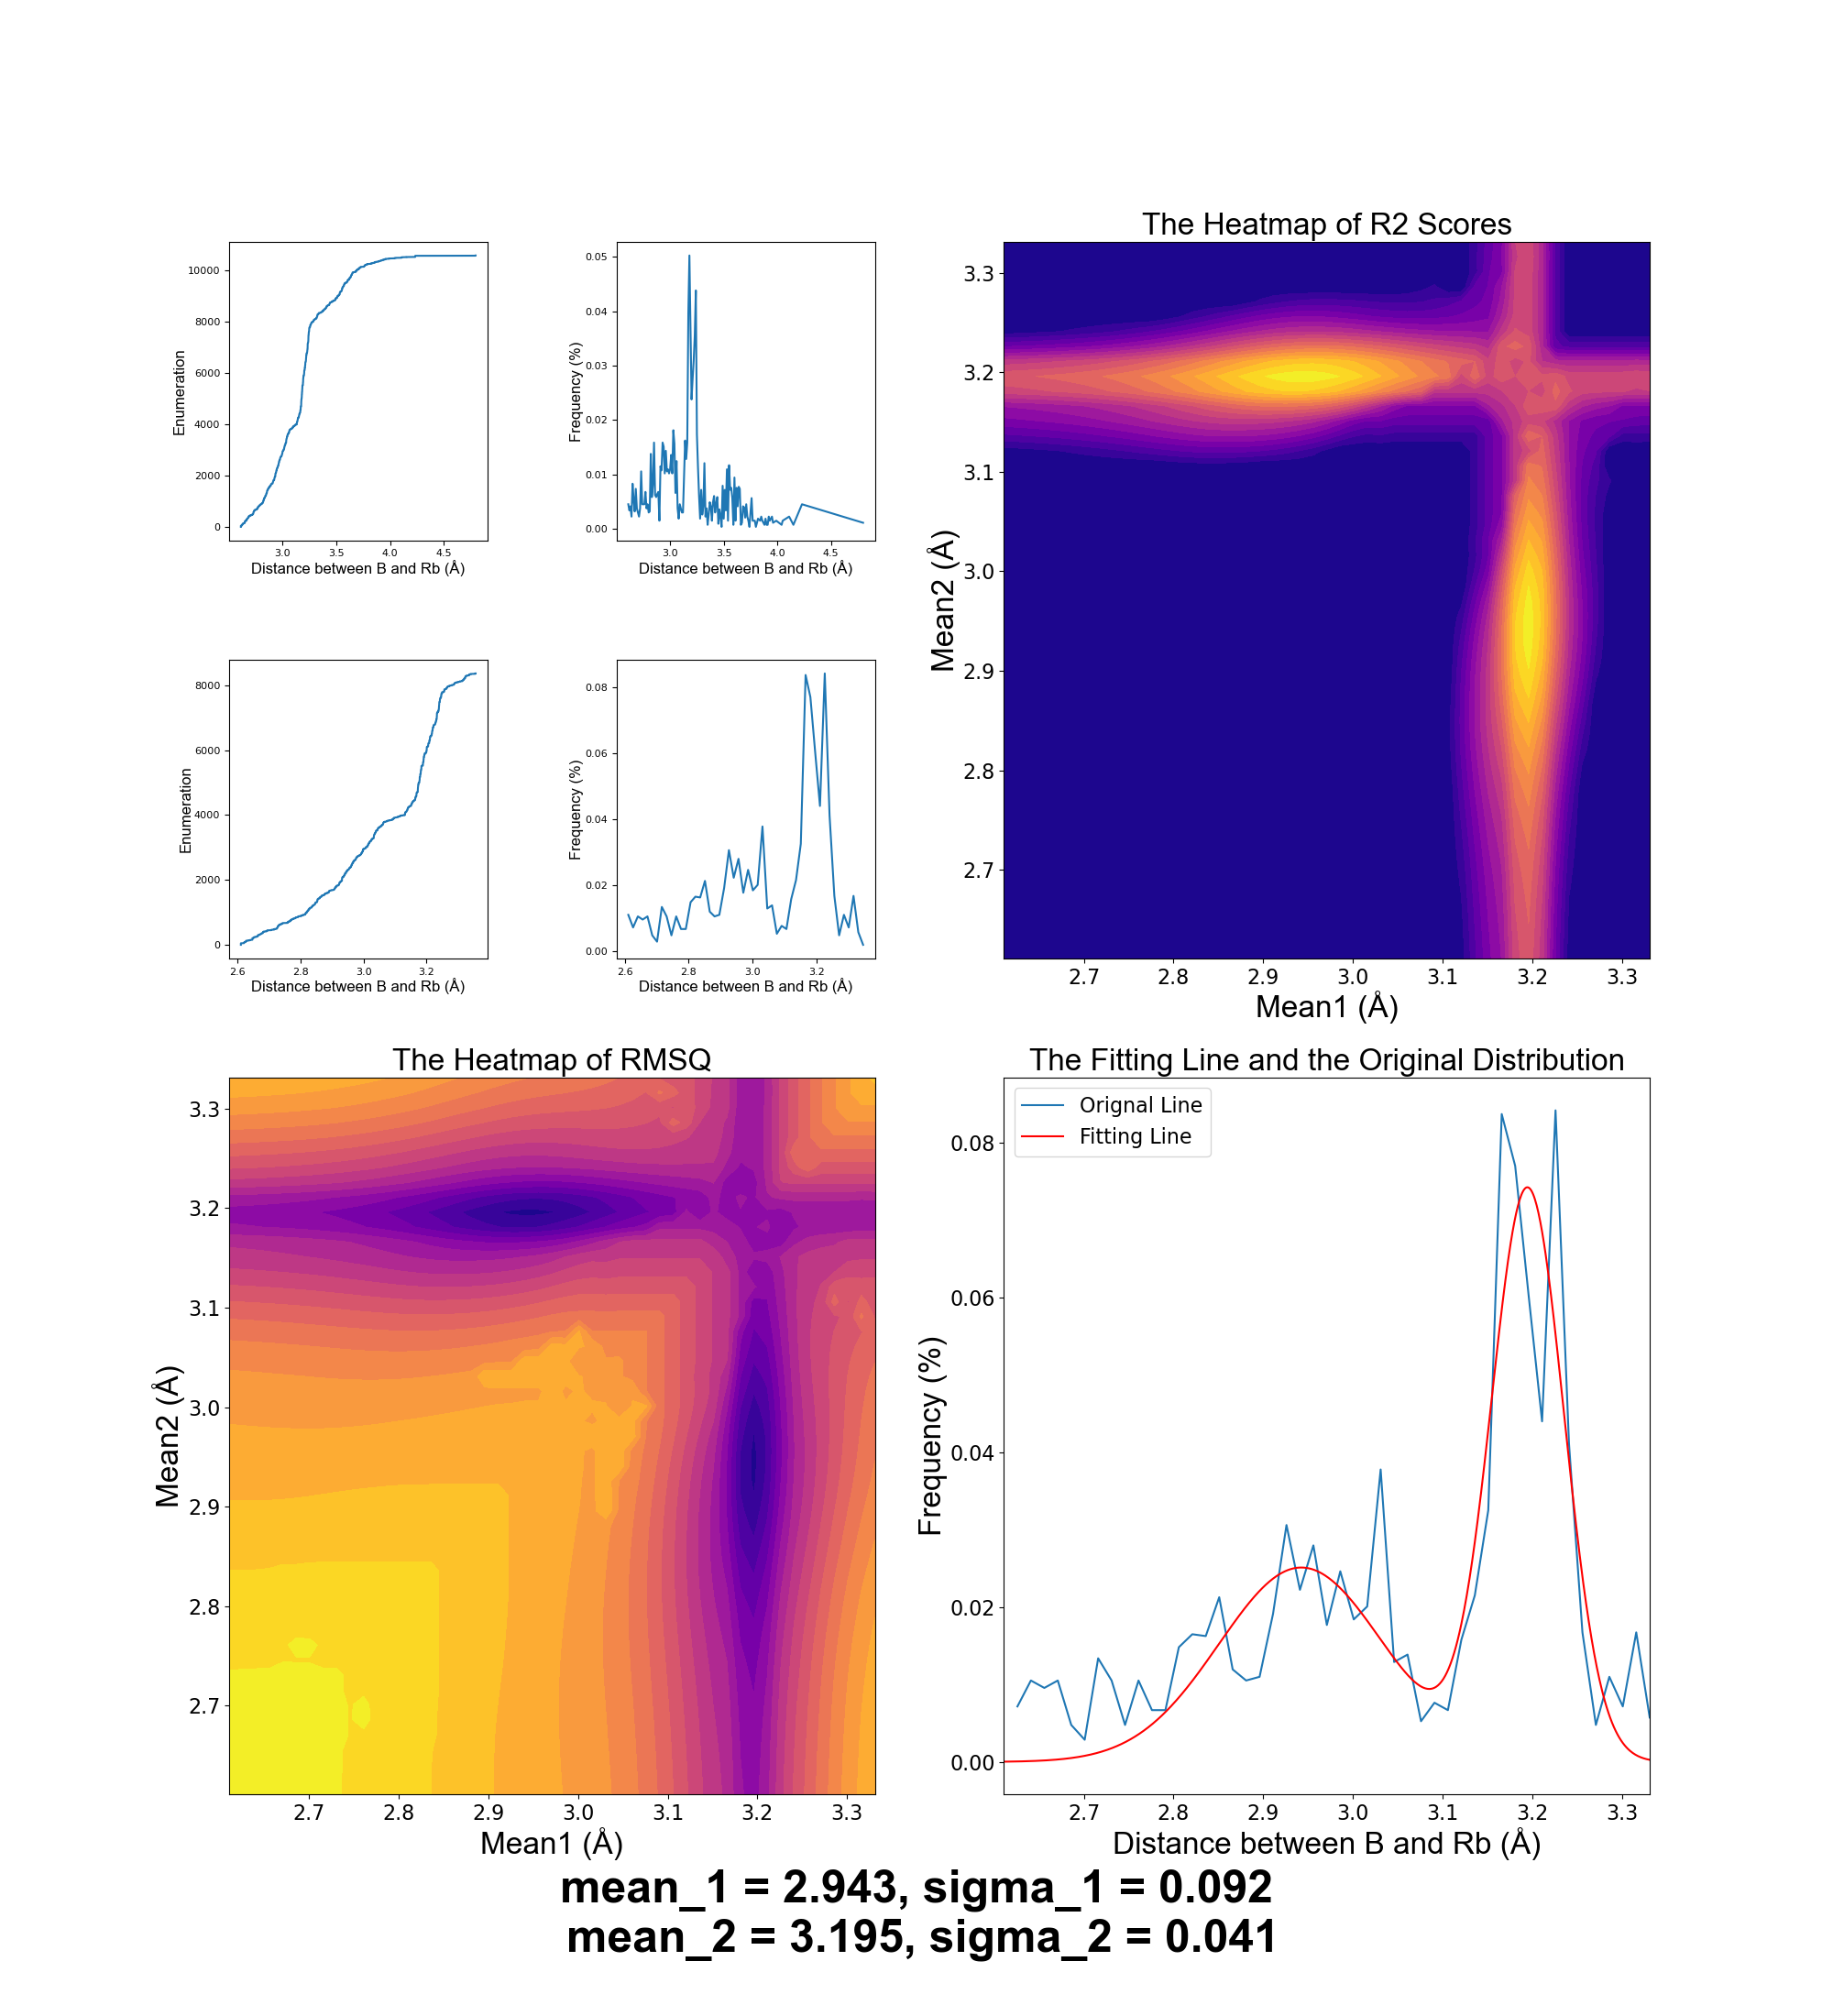 Enumeration
10000
8000
6000
4000
2000
0
3.0 3.5 4.0 4.5
Distance between B and Rb (Å)
Frequency (%)
0.05
0.04
0.03
0.02
0.01
0.00
3.0 3.5 4.0 4.5
Distance between B and Rb (Å)
The Heatmap of R2 Scores
Mean2 (Å)
3.3
3.2
3.1
3.0
2.9
2.8
2.7
2.7 2.8 2.9 3.0 3.1 3.2 3.3
Mean1 (Å)
Enumeration
8000
6000
4000
2000
0
2.6 2.8 3.0 3.2
Distance between B and Rb (Å)
Frequency (%)
0.08
0.06
0.04
0.02
0.00
2.6 2.8 3.0 3.2
Distance between B and Rb (Å)
The Heatmap of RMSQ
Mean2 (Å)
3.3
3.2
3.1
3.0
2.9
2.8
2.7
2.7 2.8 2.9 3.0 3.1 3.2 3.3
Mean1 (Å)
The Fitting Line and the Original Distribution
Orignal Line
Fitting Line
Frequency (%)
0.08
0.06
0.04
0.02
0.00
2.7 2.8 2.9 3.0 3.1 3.2 3.3
Distance between B and Rb (Å)
mean_1 = 2.943, sigma_1 = 0.092
mean_2 = 3.195, sigma_2 = 0.041